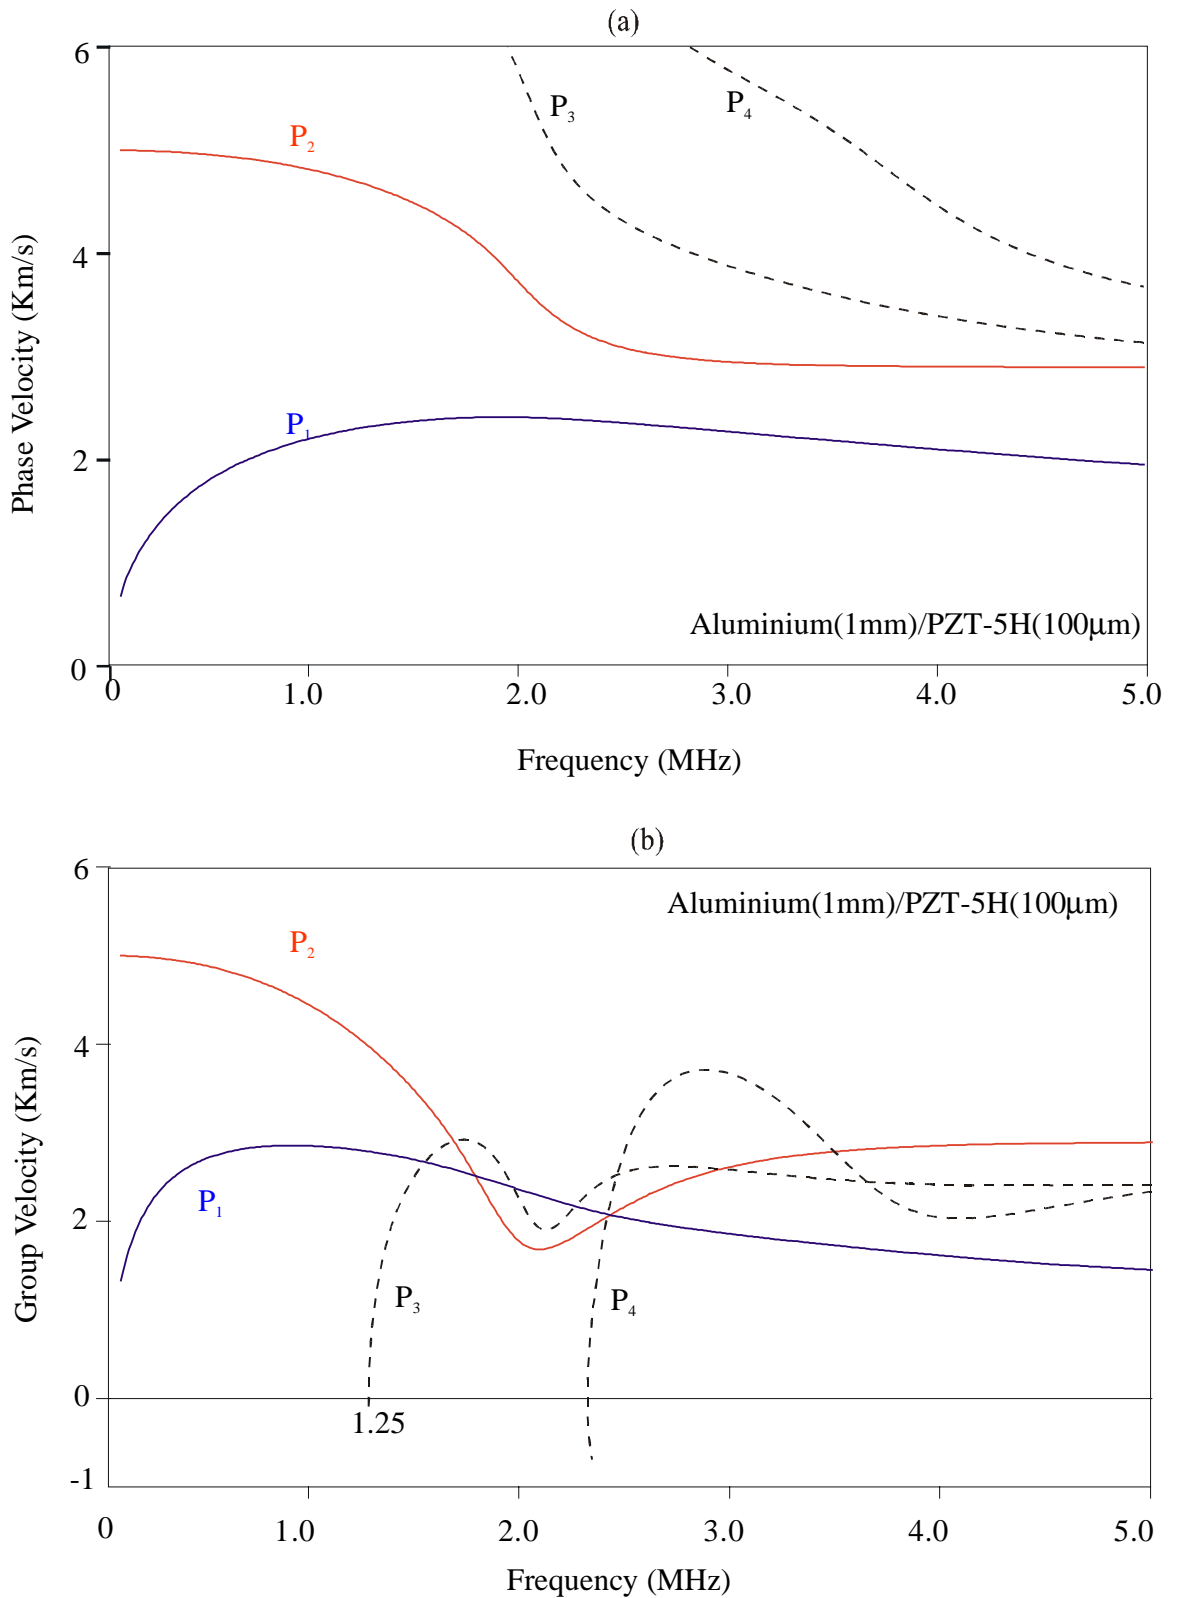 (a)
6
P3
P4
P2
4
Phase Velocity (Km/s)
P1
2
Aluminium(1mm)/PZT-5H(100μm)
0
0 1.0 2.0 3.0 4.0 5.0
Frequency (MHz)
(b)
6
Aluminium(1mm)/PZT-5H(100μm)
P2
4
Group Velocity (Km/s)
P1
2
P3
P4
0
1.25
-1
0 1.0 2.0 3.0 4.0 5.0
Frequency (MHz)